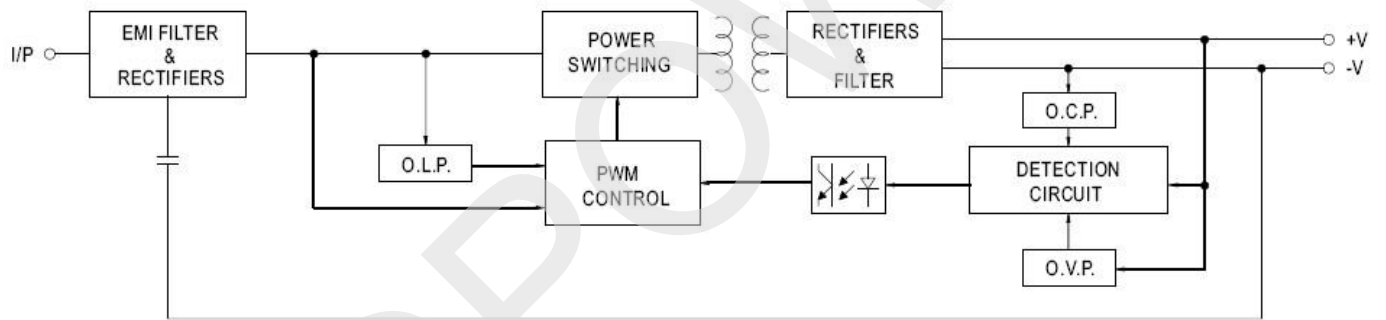 I/P
EMI FILTER
&
RECTIFIERS
POWER
SWITCHING
RECTIFIERS
&
FILTER
+V
-V
O.C.P.
O.L.P.
PWM
CONTROL
DETECTION
CIRCUIT
O.V.P.